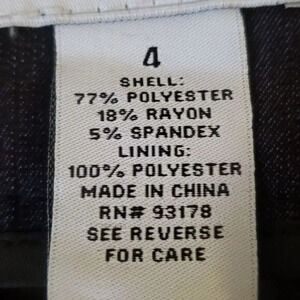 4
SHELL:
77% POLYESTER
18% RAYON
5% SPANDEX
LINING:
100% POLYESTER
MADE IN CHINA
RN# 93178
SEE REVERSE
FOR CARE